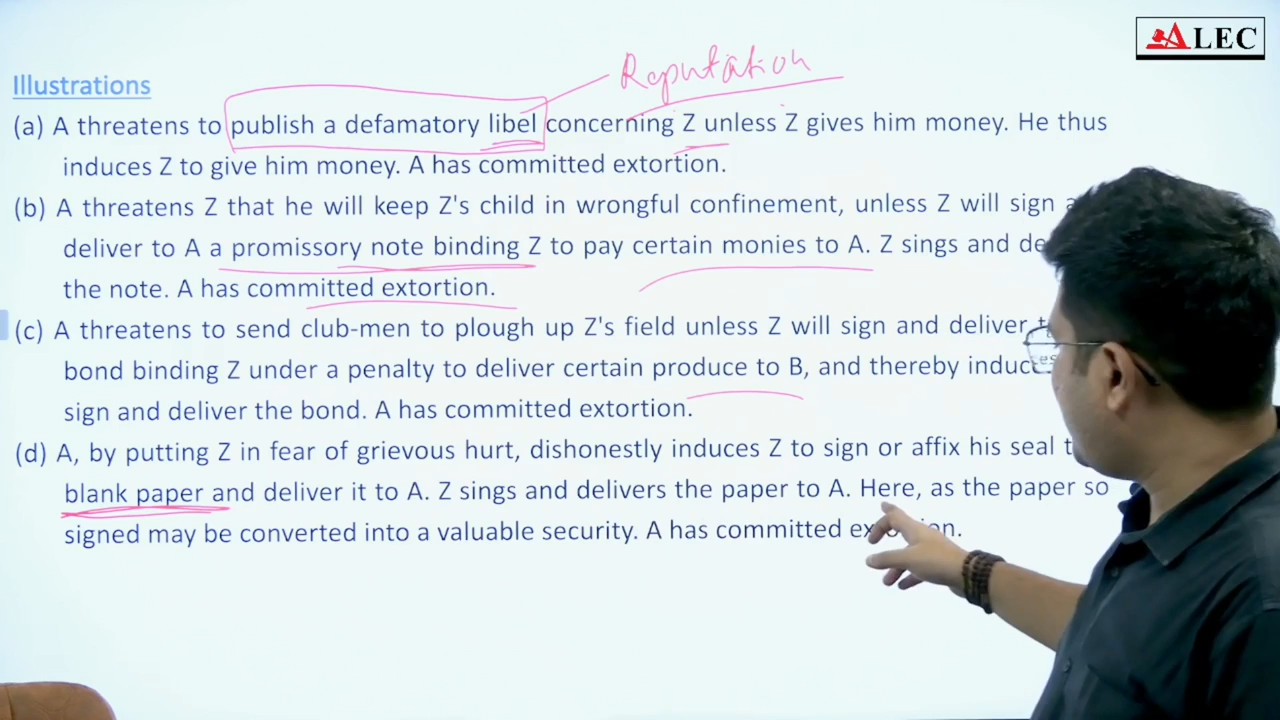 ALEC
Reputation
Illustrations
(a) A threatens to publish a defamatory libel concerning Z unless Z gives him money. He thus
induces Z to give him money. A has committed extortion.
(b) A threatens Z that he will keep Z's child in wrongful confinement, unless Z will sign
deliver to A a promissory note binding Z to pay certain monies to A. Z sings and
the note. A has committed extortion.
(c) A threatens to send club-men to plough up Z's field unless Z will sign and deliver
bond binding Z under a penalty to deliver certain produce to B, and thereby
sign and deliver the bond. A has committed extortion.
(d) A, by putting Z in fear of grievous hurt, dishonestly induces Z to sign or affix his seal
blank paper and deliver it to A. Z sings and delivers the paper to A. Here, as the paper so
signed may be converted into a valuable security. A has committed